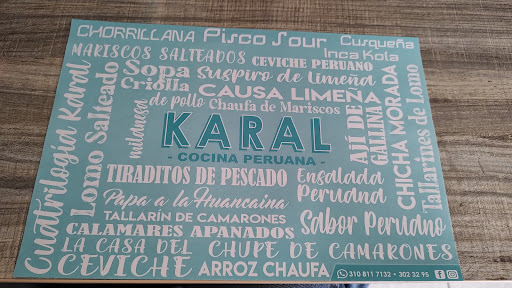 CHORRILLANA Pisco Sour Cusqueña
MARISCOS SALTEADOS CEVICHE PERUANO Inca Kola
Sopa Criolla Suspiro de Limeña
CAUSA LIMEÑA
milanesa de pollo Chaufa de Mariscos
Cuatrilogía Karal
Lomo Salteado
KARAL
- COCINA PERUANA -
AJÍ DE GALLINA
CHICHA MORADA
Tallarines de Lomo
TIRADITOS DE PESCADO Ensalada Peruana
Papa a la Huancaina
TALLARÍN DE CAMARONES Sabor Peruano
CALAMARES APANADOS
LA CASA DEL CEVICHE
CHUPE DE CAMARONES
ARROZ CHAUFA
310 811 7132 • 302 32 95